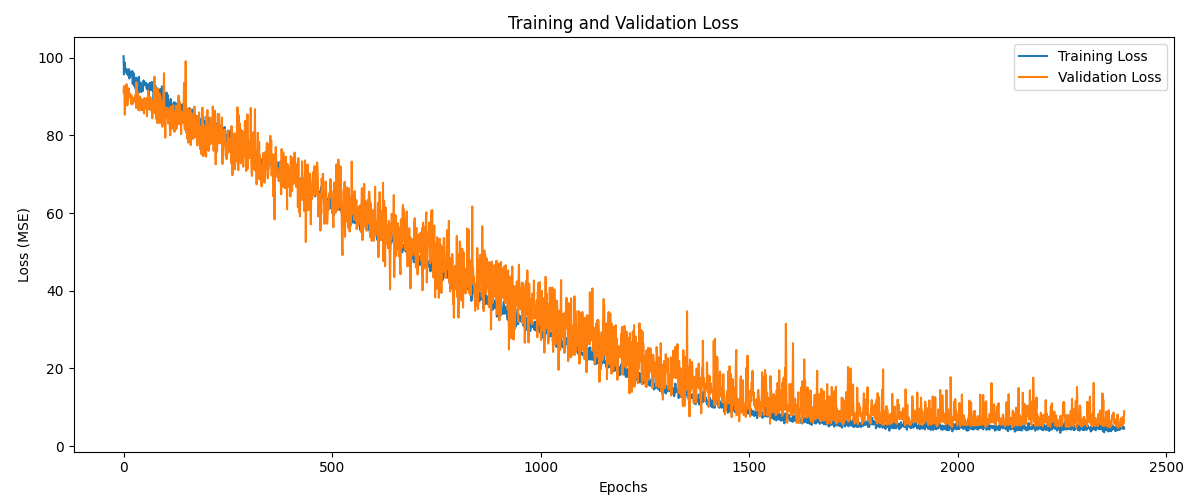 Training and Validation Loss
Training Loss
Validation Loss
Loss (MSE)
100
80
60
40
20
0
0 500 1000 1500 2000 2500
Epochs